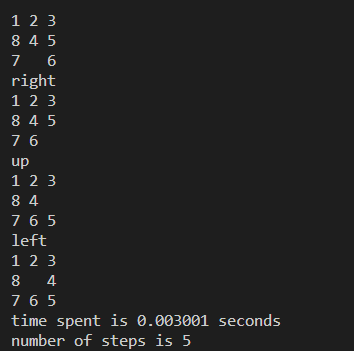 1 2 3
8 4 5
7   6
right
1 2 3
8 4 5
7 6
up
1 2 3
8 4
7 6 5
left
1 2 3
8   4
7 6 5
time spent is 0.003001 seconds
number of steps is 5